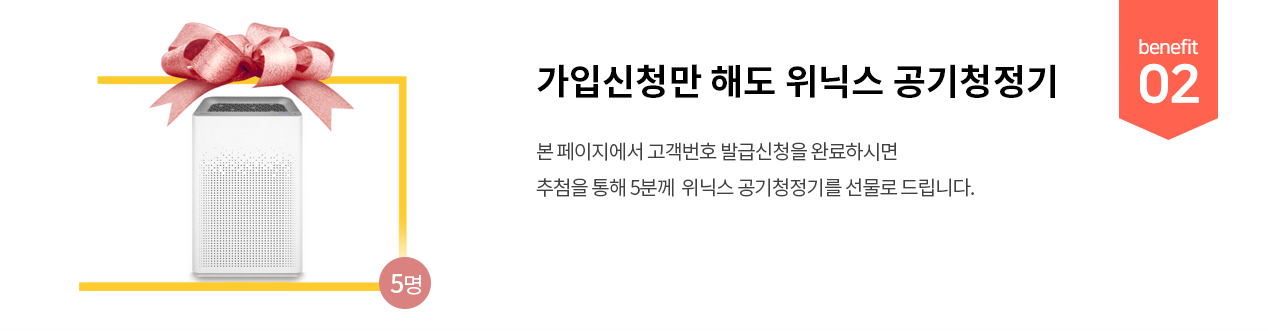 benefit
02
가입신청만 해도 위닉스 공기청정기
본 페이지에서 고객번호 발급신청을 완료하시면
추첨을 통해 5분께 위닉스 공기청정기를 선물로 드립니다.
5명